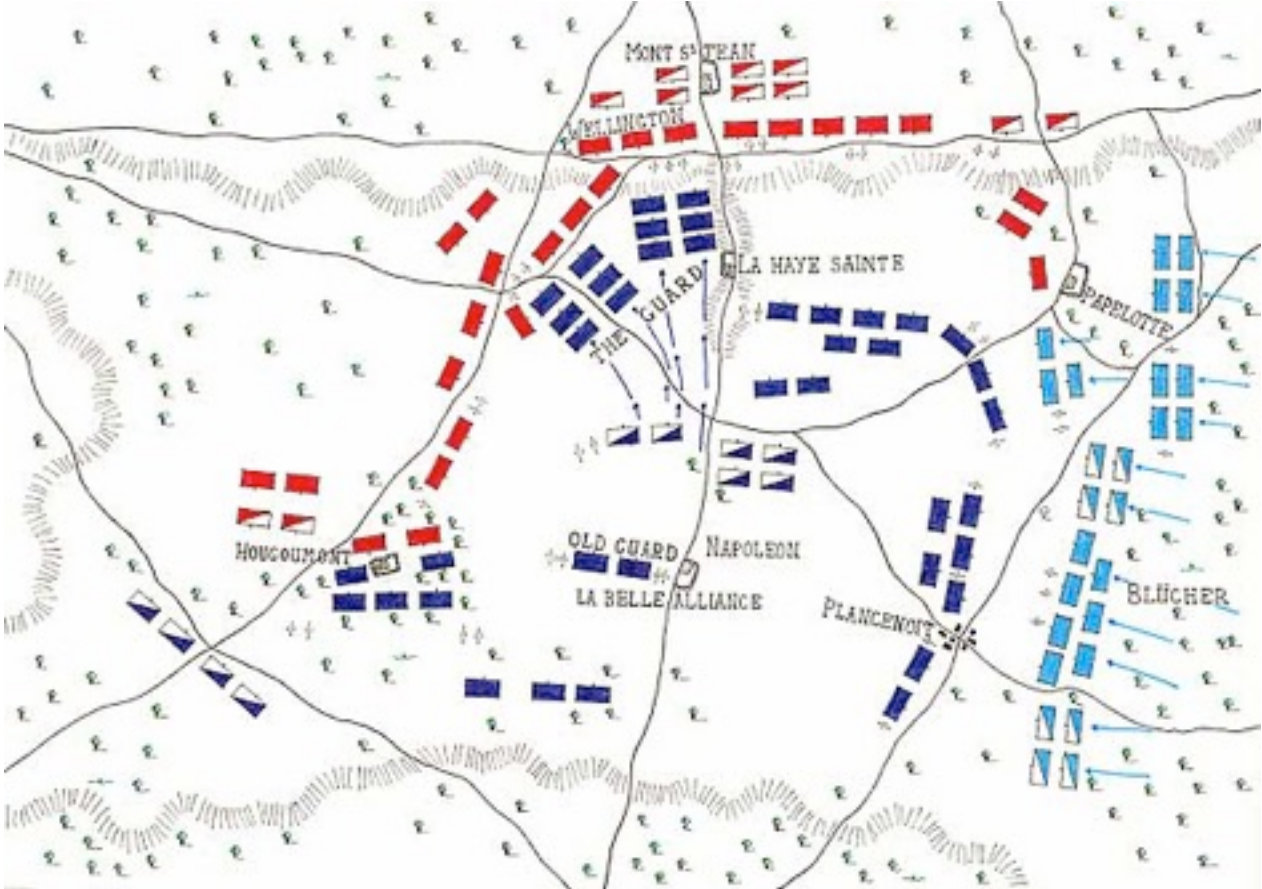 MONT ST JEAN
WELLINGTON
LA HAYE SAINTE
THE GUARD
PAPELOTTE
HOUGOUMONT
OLD GUARD
NAPOLEON
LA BELLE ALLIANCE
PLANCENOIT
BLÜCHER